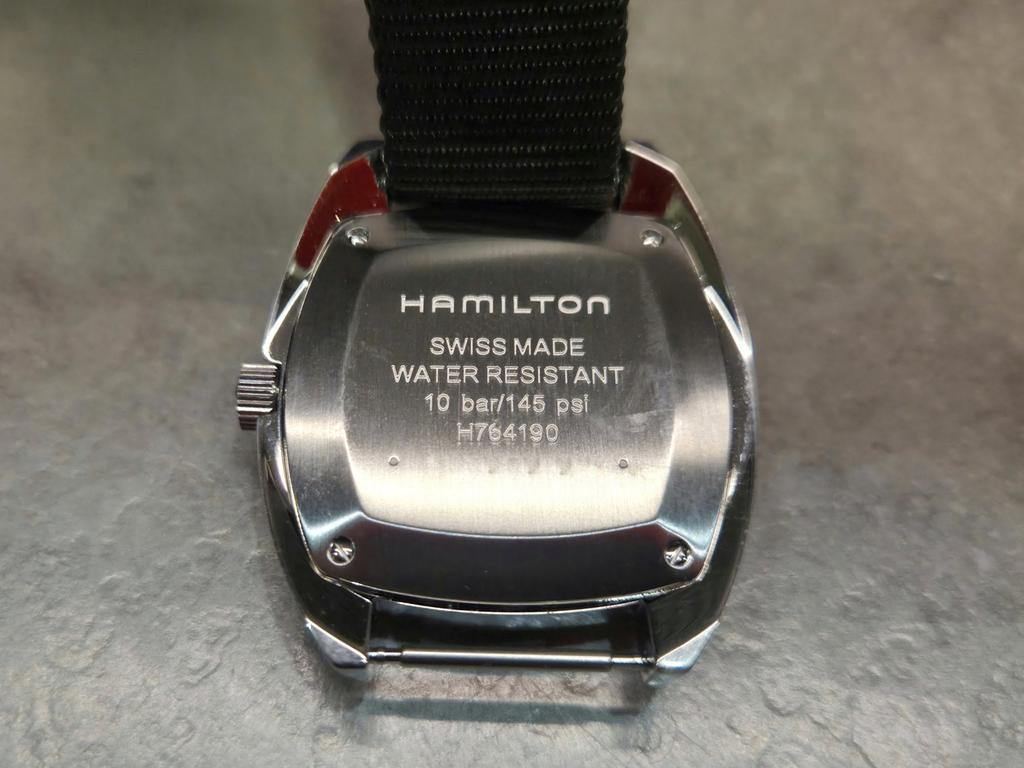 HAMILTON
SWISS MADE
WATER RESISTANT
10 bar/145 psi
H764190